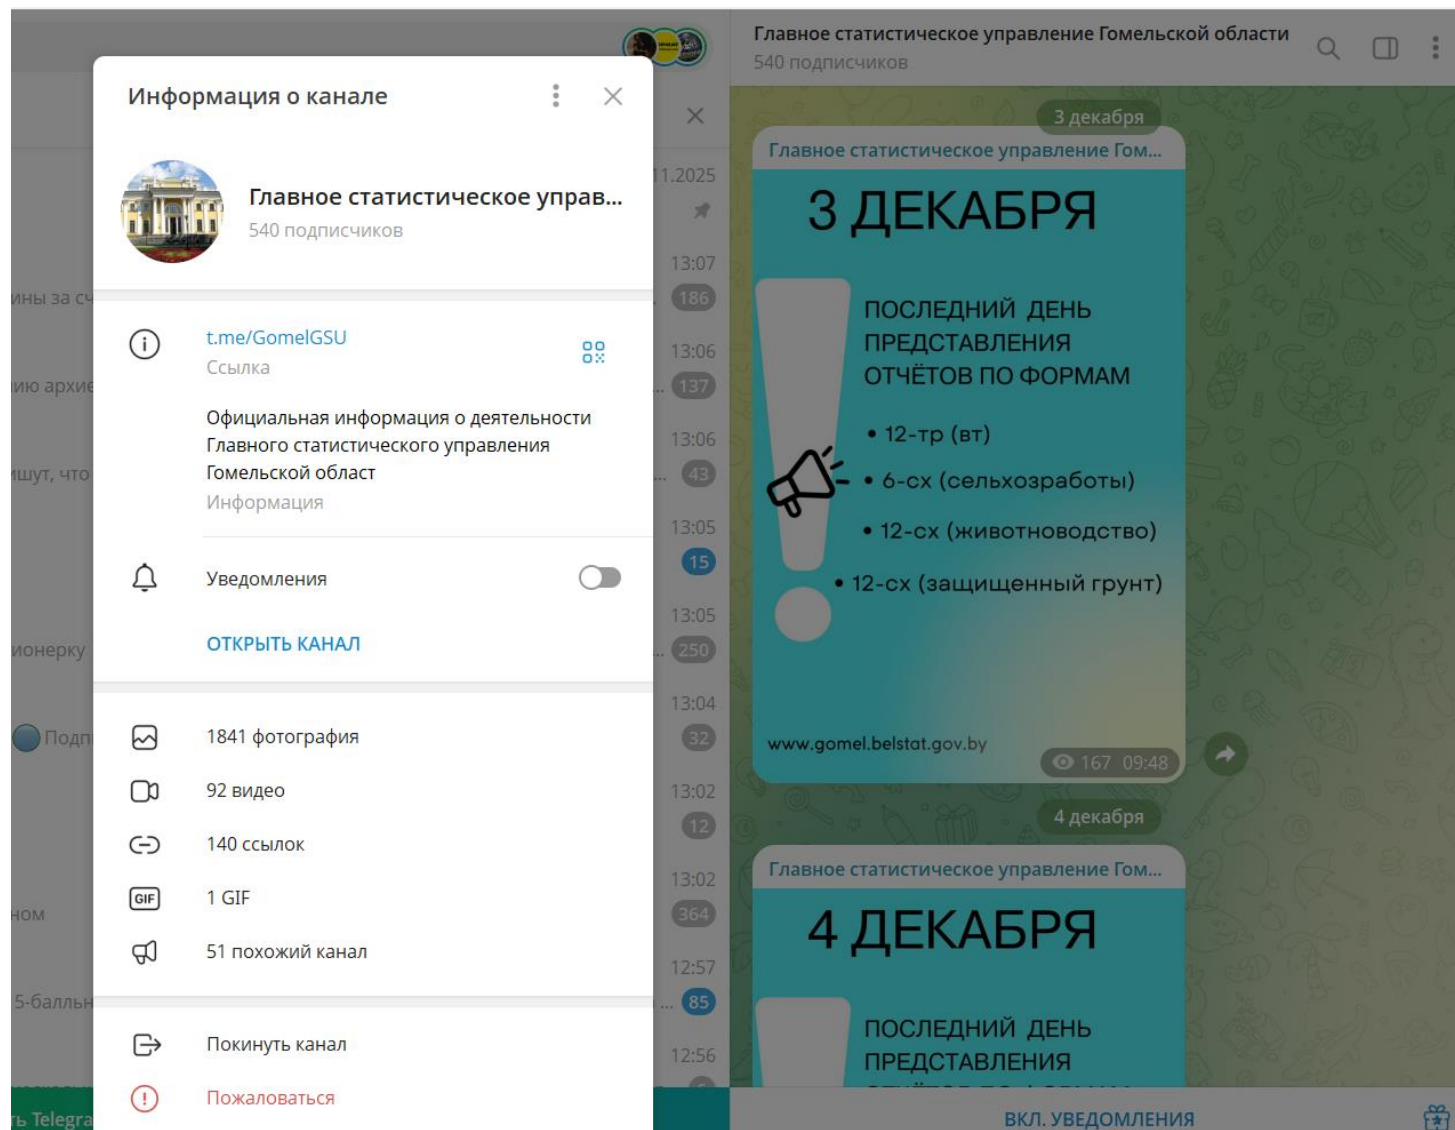 Главное статистическое управление Гомельской области
540 подписчиков
Информация о канале
Главное статистическое управ...
540 подписчиков
t.me/GomelGSU
Ссылка
Официальная информация о деятельности
Главного статистического управления
Гомельской област
Информация
Уведомления
ОТКРЫТЬ КАНАЛ
1841 фотография
92 видео
140 ссылок
GIF 1 GIF
51 похожий канал
Покинуть канал
Пожаловаться
11.2025
13:07
ины за сч
186
13:06
ию архие
... 137
13:06
ишут, что
... 43
13:05
15
13:05
ионерку
... 250
13:04
Подп
32
13:02
12
13:02
ном
364
12:57
5-балльн
... 85
12:56
ть Telegra
3 декабря
Главное статистическое управление Гом...
3 ДЕКАБРЯ
ПОСЛЕДНИЙ ДЕНЬ
ПРЕДСТАВЛЕНИЯ
ОТЧЁТОВ ПО ФОРМАМ
• 12-тр (вт)
• 6-сх (сельхозработы)
• 12-сх (животноводство)
• 12-сх (защищенный грунт)
www.gomel.belstat.gov.by
167 09:48
4 декабря
Главное статистическое управление Гом...
4 ДЕКАБРЯ
ПОСЛЕДНИЙ ДЕНЬ
ПРЕДСТАВЛЕНИЯ
ОТЧЁТОВ ПО ФОРМАМ
ВКЛ. УВЕДОМЛЕНИЯ